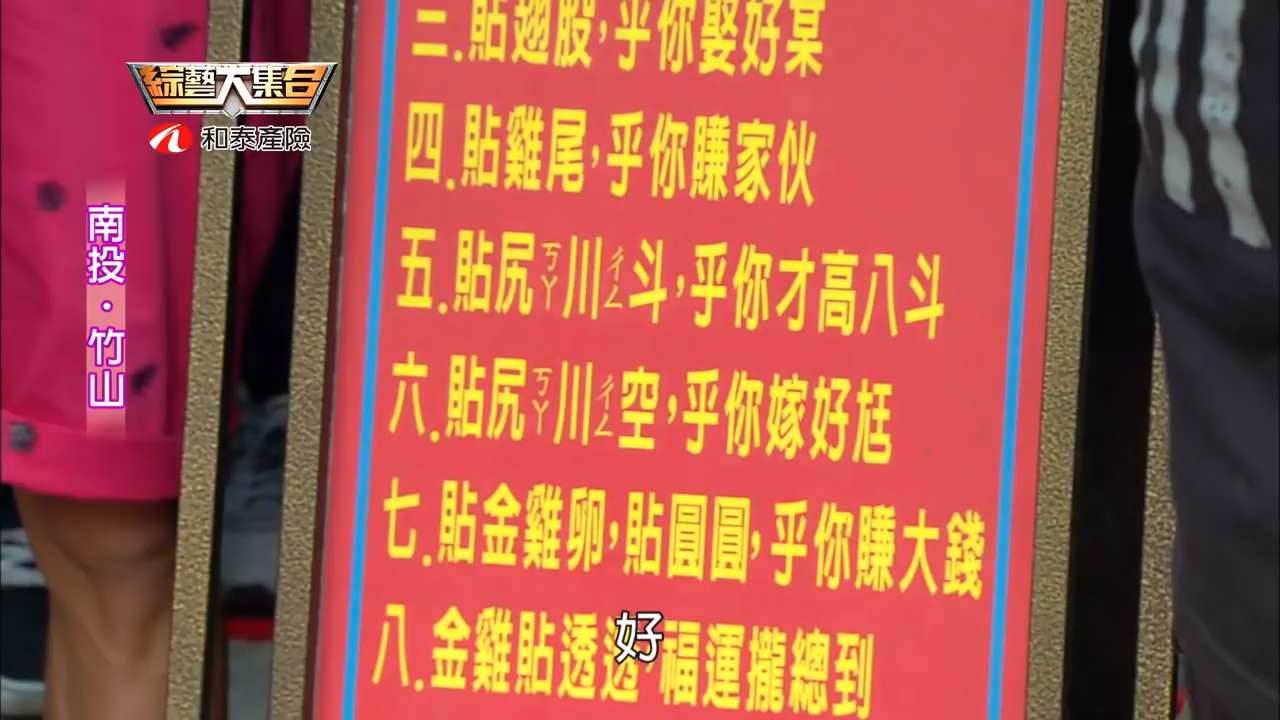 綜藝大集合
和泰產險
南投·竹山
三.貼翅股,乎你娶好某
四.貼雞尾,乎你賺家伙
五.貼尻ㄎㄚ川ㄔㄥ斗,乎你才高八斗
六.貼尻ㄎㄚ川ㄔㄥ空,乎你嫁好尪
七.貼金雞卵,貼圓圓,乎你賺大錢
八.金雞貼透透,福運攏總到
好